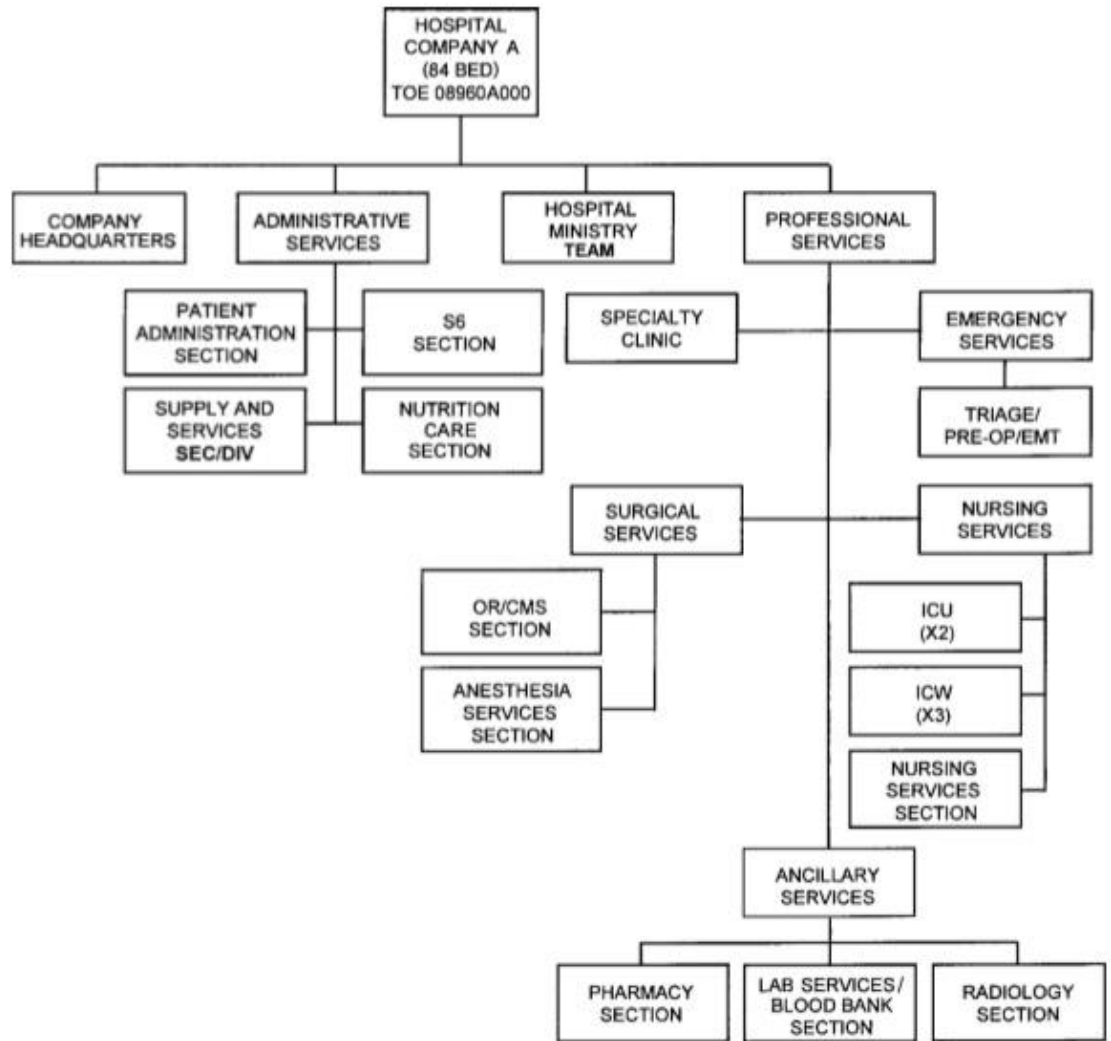 HOSPITAL
COMPANY A
(84 BED)
TOE 08960A000
COMPANY
HEADQUARTERS
ADMINISTRATIVE
SERVICES
HOSPITAL
MINISTRY
TEAM
PROFESSIONAL
SERVICES
PATIENT
ADMINISTRATION
SECTION
S6
SECTION
SPECIALTY
CLINIC
EMERGENCY
SERVICES
SUPPLY AND
SERVICES
SEC/DIV
NUTRITION
CARE
SECTION
TRIAGE/
PRE-OP/EMT
SURGICAL
SERVICES
NURSING
SERVICES
OR/CMS
SECTION
ICU
(X2)
ANESTHESIA
SERVICES
SECTION
ICW
(X3)
NURSING
SERVICES
SECTION
ANCILLARY
SERVICES
PHARMACY
SECTION
LAB SERVICES/
BLOOD BANK
SECTION
RADIOLOGY
SECTION